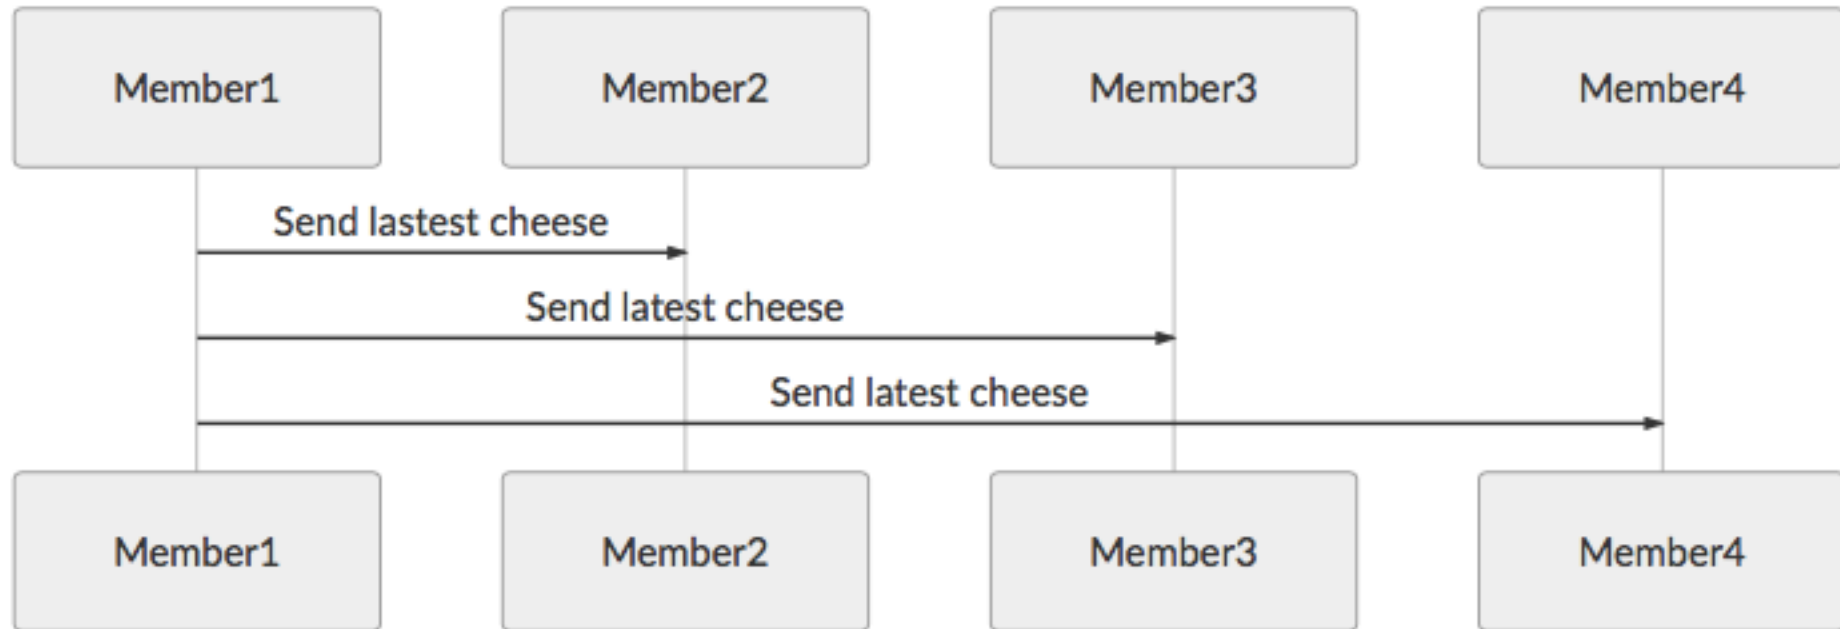 Member1 Member2 Member3 Member4
Send lastest cheese
Send latest cheese
Send latest cheese
Member1 Member2 Member3 Member4